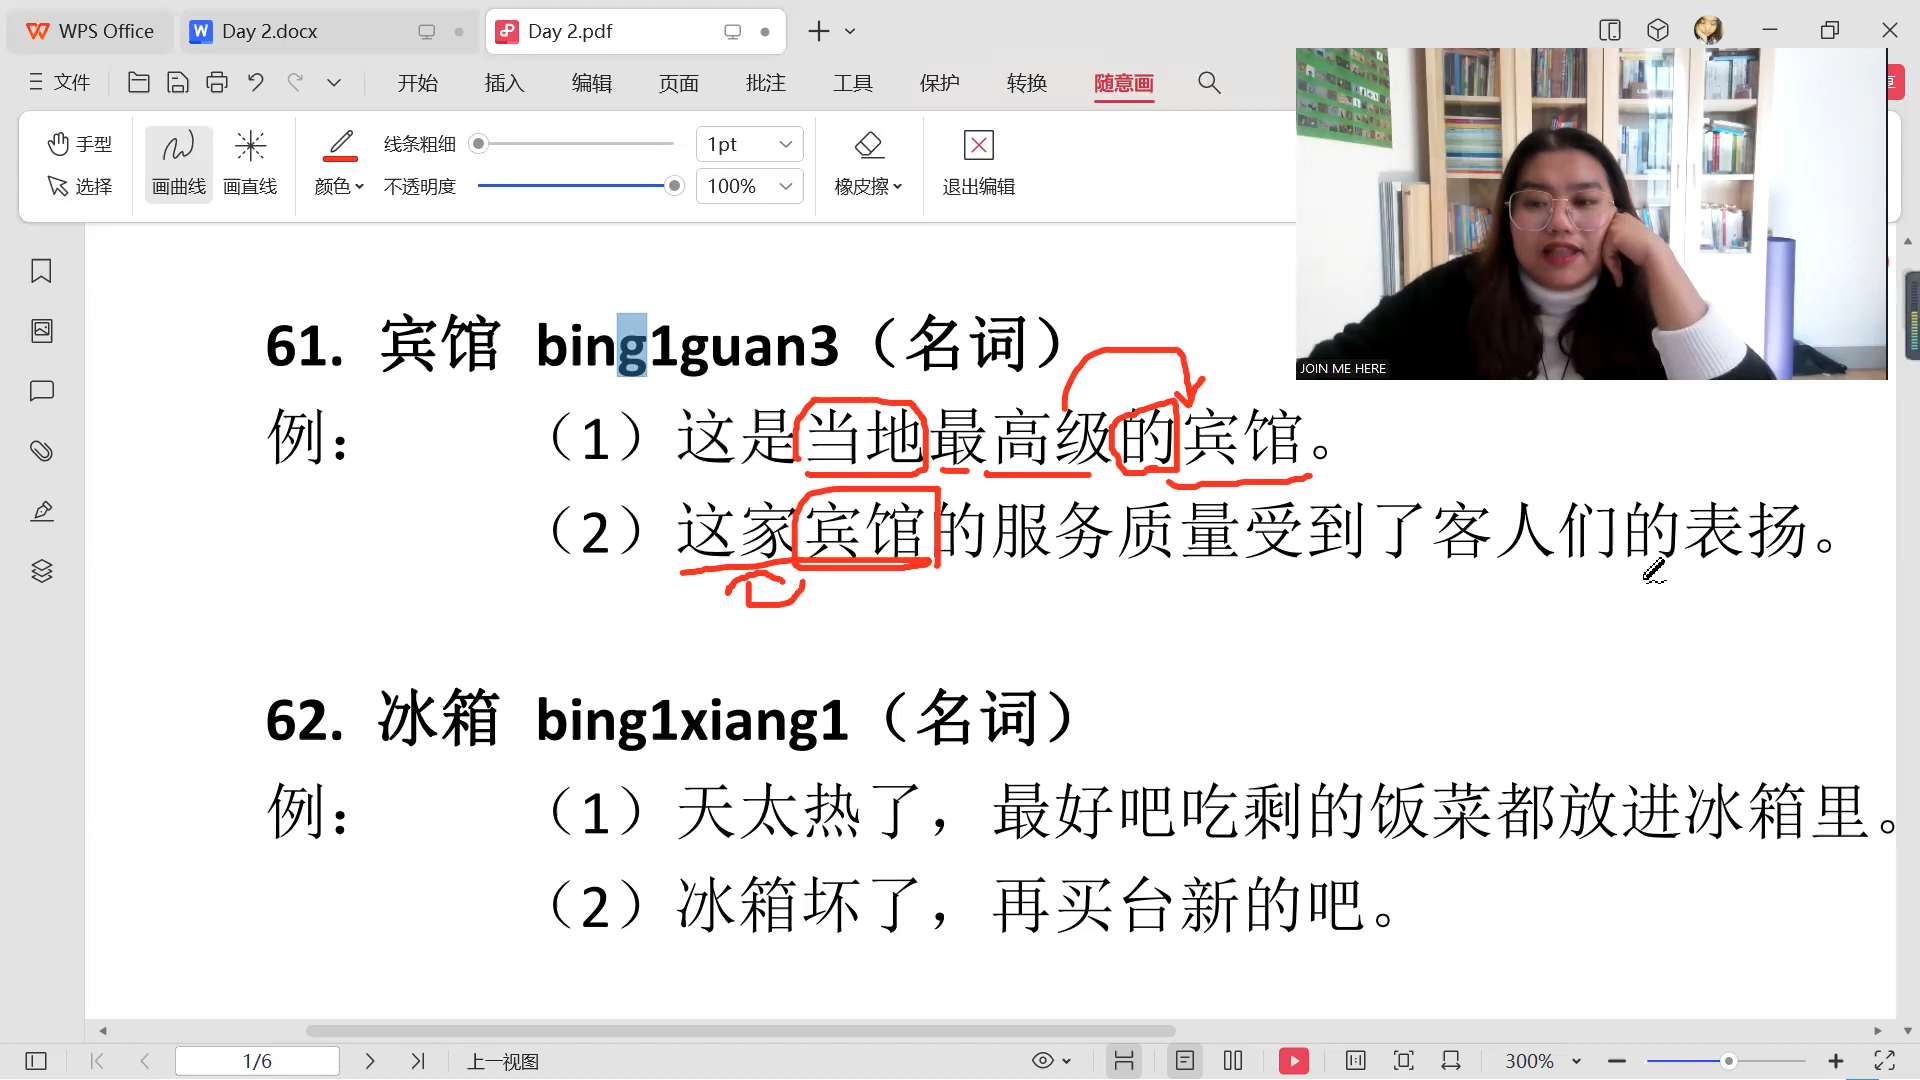 WPS Office Day 2.docx Day 2.pdf
文件 开始 插入 编辑 页面 批注 工具 保护 转换 随意画
手型 线条粗细 1pt
选择 画曲线 画直线 颜色 不透明度 100% 橡皮擦 退出编辑
JOIN ME HERE
61. 宾馆 bing1guan3（名词）
例： （1）这是当地最高级的宾馆。
（2）这家宾馆的服务质量受到了客人们的表扬。
62. 冰箱 bing1xiang1（名词）
例： （1）天太热了，最好吧吃剩的饭菜都放进冰箱里。
（2）冰箱坏了，再买台新的吧。
1/6 上一视图 300%